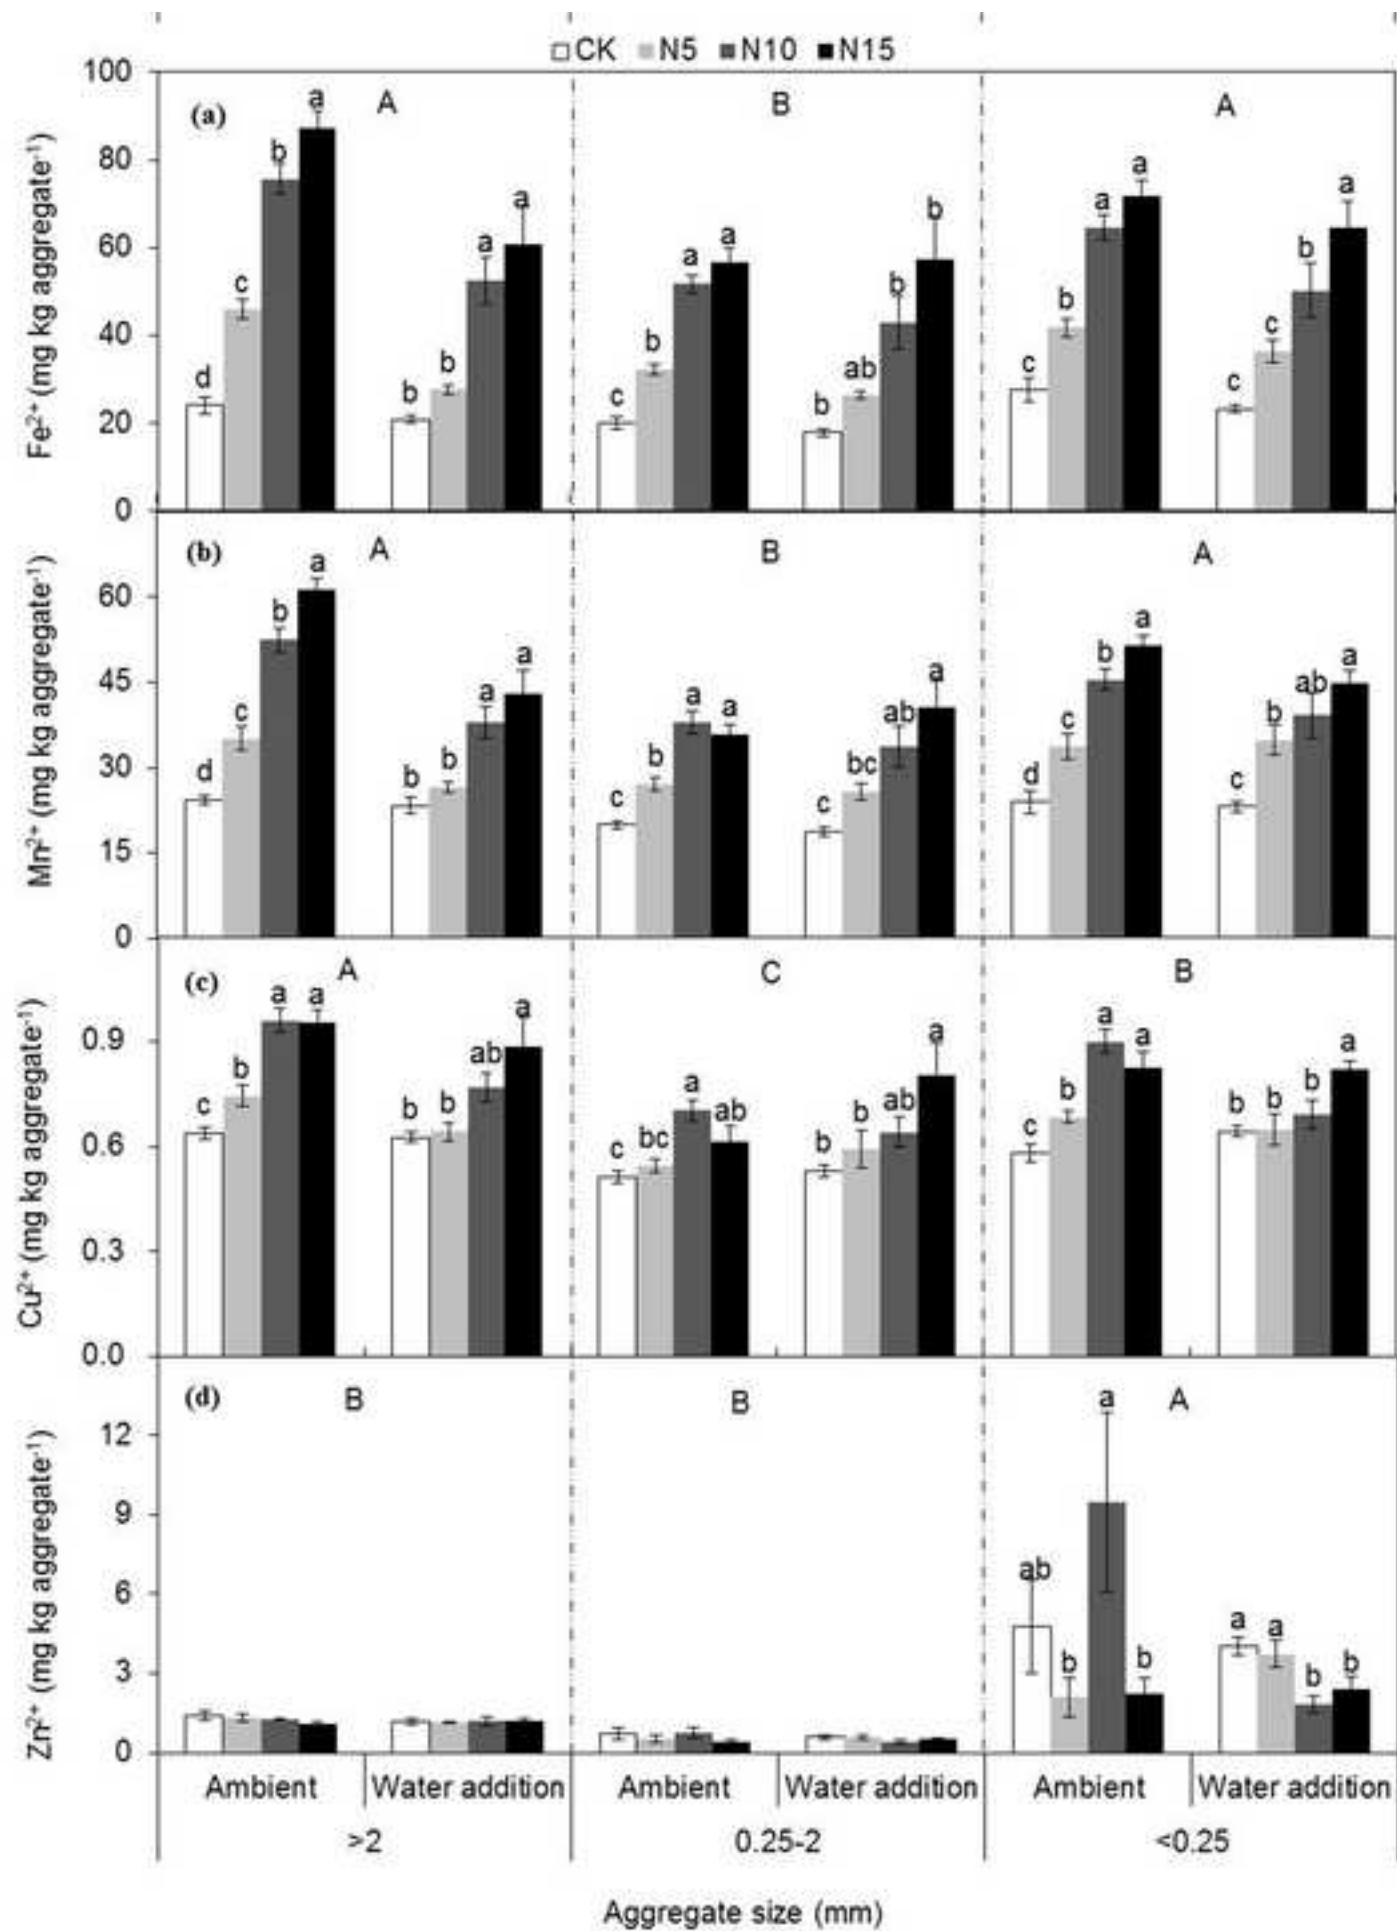 CK N5 N10 N15
(a) A B A
Fe²⁺ (mg kg aggregate⁻¹)
100
80
60
40
20
0
d c b a b b a a
c b a a b ab b b
c b a a c c b a
(b) A B A
Mn²⁺ (mg kg aggregate⁻¹)
60
45
30
15
0
d c b a b b a a
c b a a c bc ab a
d c b a c b ab a
(c) A C B
Cu²⁺ (mg kg aggregate⁻¹)
0.9
0.6
0.3
0.0
c b a a b b ab a
c bc a ab b b ab a
c b a a b b b a
(d) B B A
Zn²⁺ (mg kg aggregate⁻¹)
12
9
6
3
0
ab b a b a a b b
Ambient Water addition Ambient Water addition Ambient Water addition
>2 0.25-2 <0.25
Aggregate size (mm)